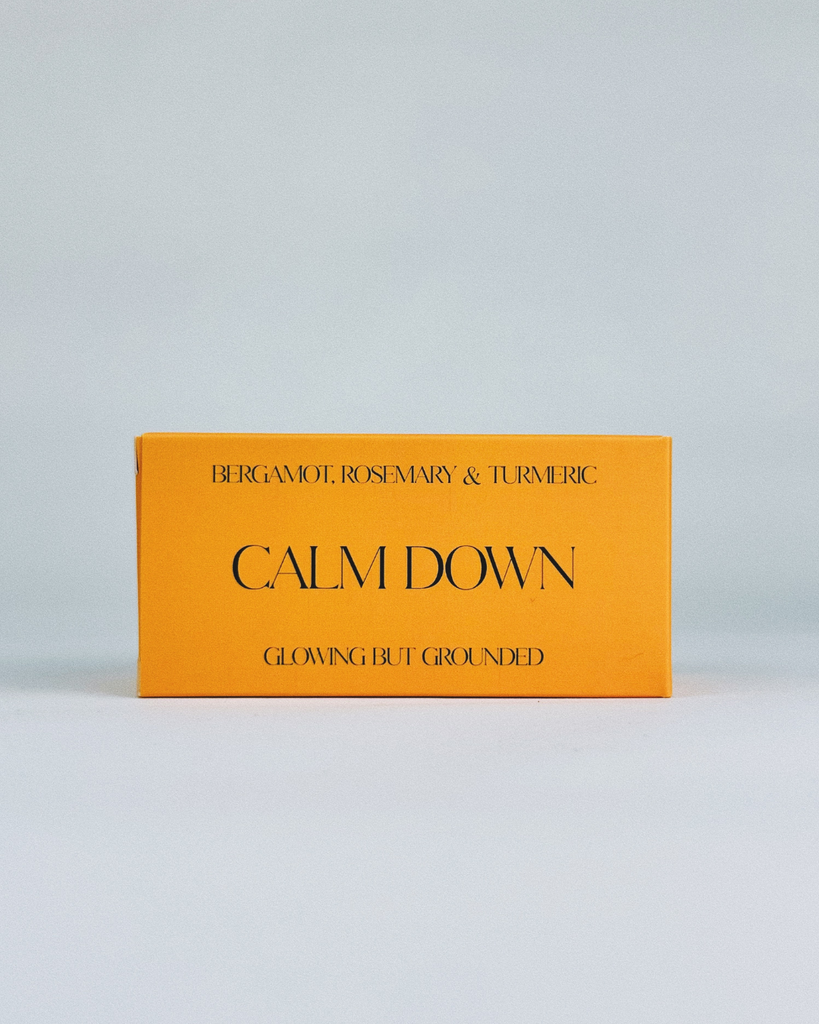 BERGAMOT, ROSEMARY & TURMERIC
CALM DOWN
GLOWING BUT GROUNDED